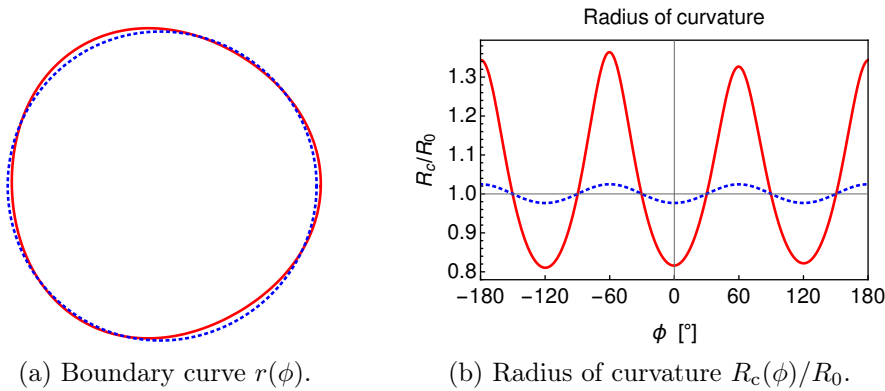 Radius of curvature
R_c/R_0
1.3
1.2
1.1
1.0
0.9
0.8
−180 −120 −60 0 60 120 180
ϕ [°]
(a) Boundary curve r(ϕ).
(b) Radius of curvature R_c(ϕ)/R_0.